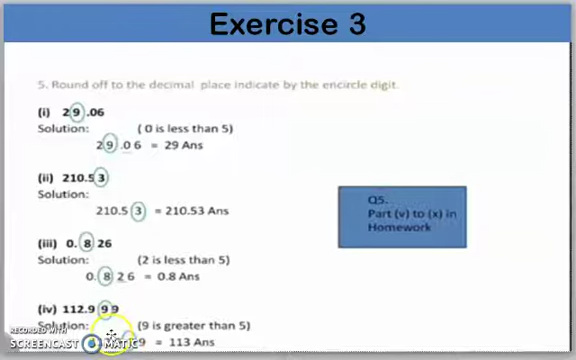 Exercise 3
5. Round off to the decimal place indicate by the encircle digit.
(i) 29.06
Solution: (0 is less than 5)
29.06 = 29 Ans
(ii) 210.53
Solution:
210.53 = 210.53 Ans
Q5.
Part (v) to (x) in
Homework
(iii) 0.826
Solution: (2 is less than 5)
0.826 = 0.8 Ans
(iv) 112.999
Solution: (9 is greater than 5)
9 = 113 Ans
RECORDED WITH
SCREENCAST MATIC